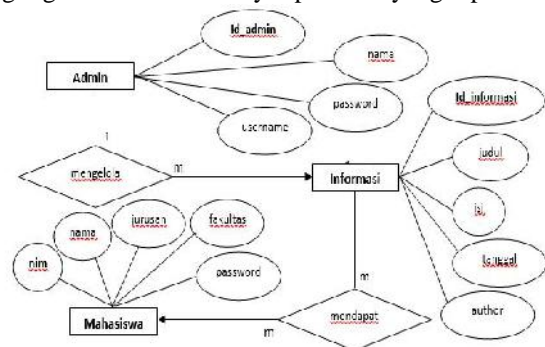 Id_admin
nama
Admin
password
username
Id_informasi
judul
1
mengelola
m
Informasi
isi
nama
jurusan
fakultas
nim
password
m
tanggal
Mahasiswa
m
mendapat
author